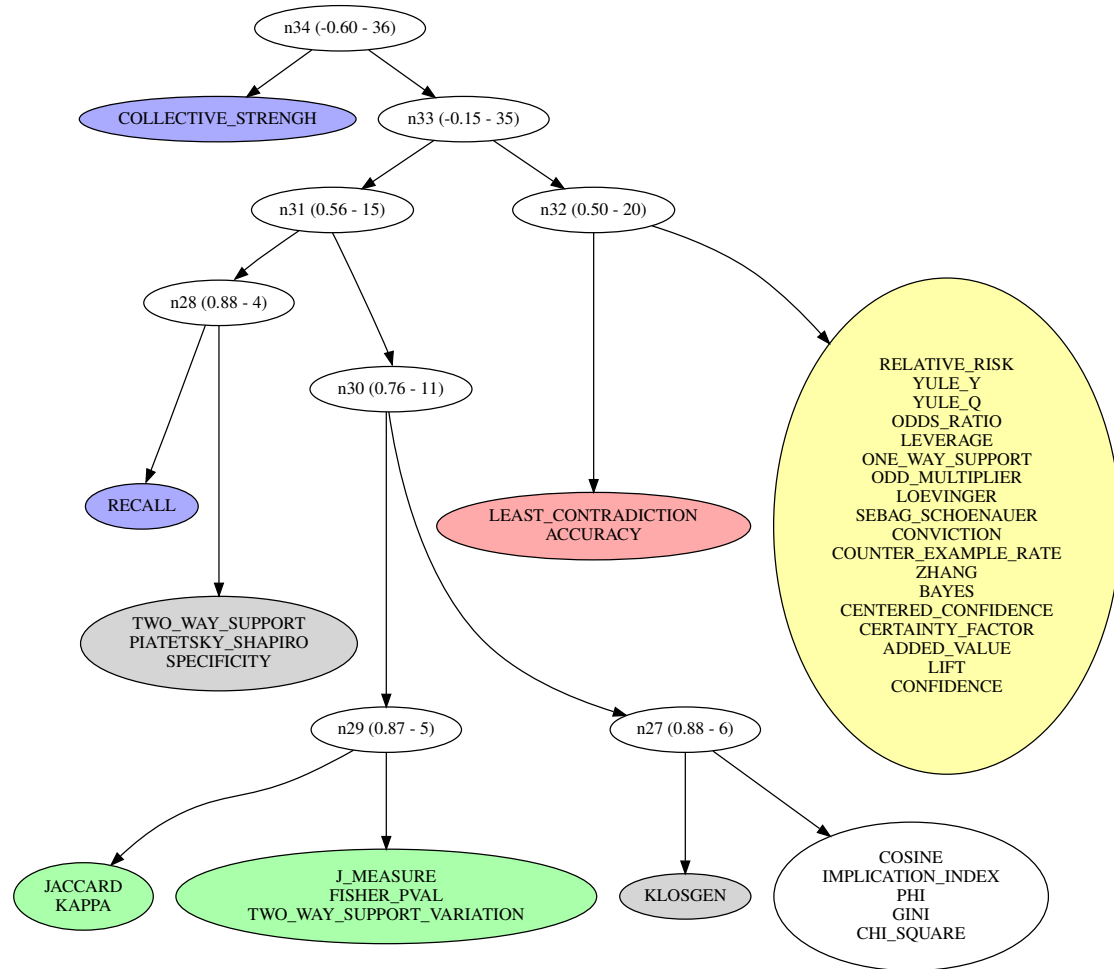 n34 (-0.60 - 36)
COLLECTIVE_STRENGH
n33 (-0.15 - 35)
n31 (0.56 - 15)
n32 (0.50 - 20)
n28 (0.88 - 4)
n30 (0.76 - 11)
RELATIVE_RISK
YULE_Y
YULE_Q
ODDS_RATIO
LEVERAGE
ONE_WAY_SUPPORT
ODD_MULTIPLIER
LOEVINGER
SEBAG_SCHOENAUER
CONVICTION
COUNTER_EXAMPLE_RATE
ZHANG
BAYES
CENTERED_CONFIDENCE
CERTAINTY_FACTOR
ADDED_VALUE
LIFT
CONFIDENCE
RECALL
LEAST_CONTRADICTION
ACCURACY
TWO_WAY_SUPPORT
PIATETSKY_SHAPIRO
SPECIFICITY
n29 (0.87 - 5)
n27 (0.88 - 6)
JACCARD
KAPPA
J_MEASURE
FISHER_PVAL
TWO_WAY_SUPPORT_VARIATION
KLOSGEN
COSINE
IMPLICATION_INDEX
PHI
GINI
CHI_SQUARE